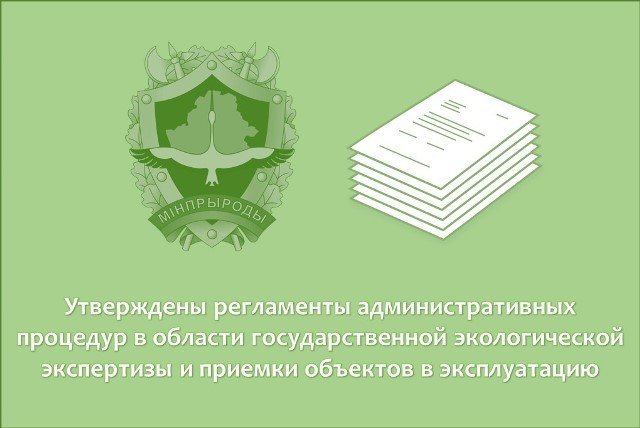 МІНПРЫРОДЫ
Утверждены регламенты административных
процедур в области государственной экологической
экспертизы и приемки объектов в эксплуатацию